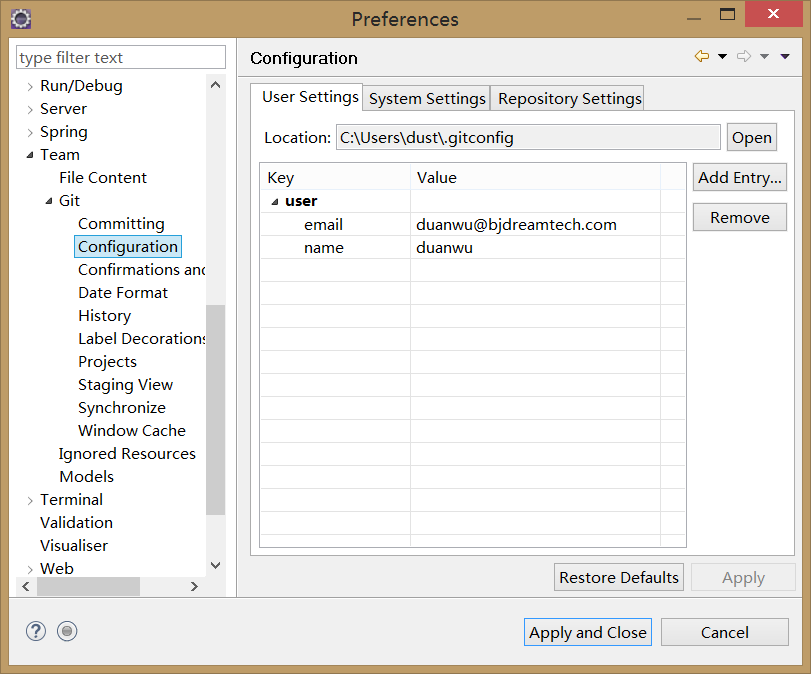 Preferences
type filter text
Run/Debug
Server
Spring
Team
File Content
Git
Committing
Configuration
Confirmations and
Date Format
History
Label Decorations
Projects
Staging View
Synchronize
Window Cache
Ignored Resources
Models
Terminal
Validation
Visualiser
Web
Configuration
User Settings
System Settings
Repository Settings
Location:
C:\Users\dust\.gitconfig
Open
Key
Value
user
email
duanwu@bjdreamtech.com
name
duanwu
Add Entry...
Remove
Restore Defaults
Apply
Apply and Close
Cancel